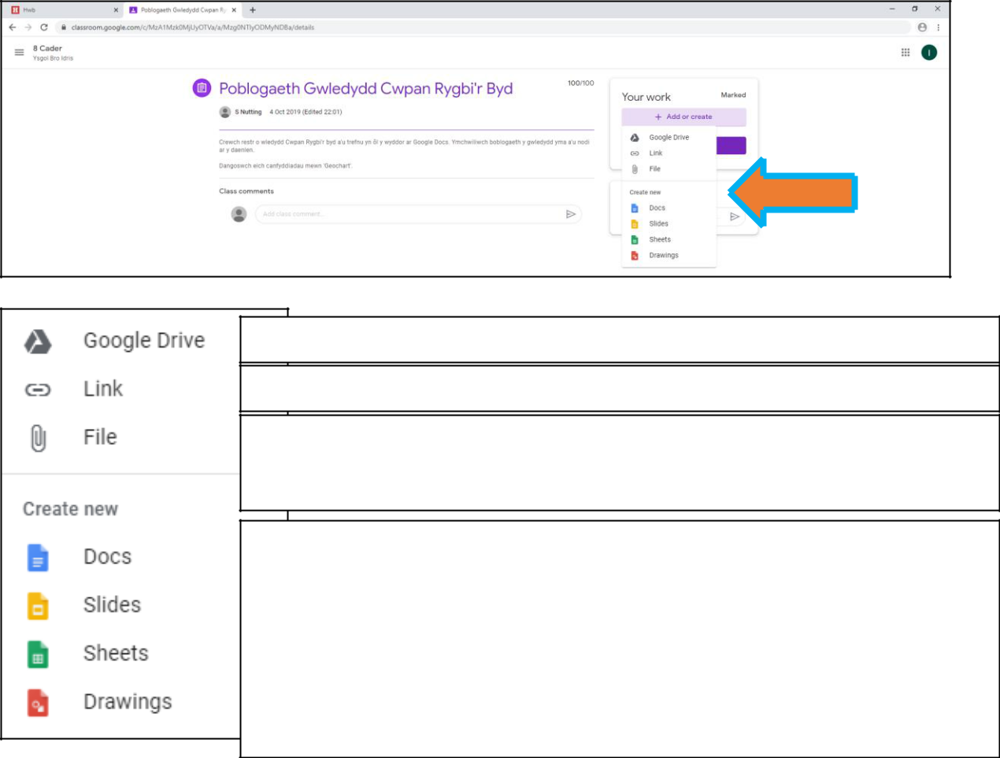 Hwb
Poblogaeth Gwledydd Cwpan Ry
classroom.google.com/c/MzA1Mzk0MjUyOTVa/a/Mzg0NTIyODMyNDBa/details
8 Cader
Ysgol Bro Idris
I
Poblogaeth Gwledydd Cwpan Rygbi'r Byd
100/100
S Nutting 4 Oct 2019 (Edited 22:01)
Crewch restr o wledydd Cwpan Rygbi'r byd a'u trefnu yn ôl y wyddor ar Google Docs. Ymchwiliwch boblogaeth y gwledydd yma a'u nodi
ar y daenlen.
Dangoswch eich canfyddiadau mewn 'Geochart'.
Class comments
Add class comment...
Your work
Marked
+ Add or create
Google Drive
Link
File
Create new
Docs
Slides
Sheets
Drawings
Google Drive
Link
File
Create new
Docs
Slides
Sheets
Drawings